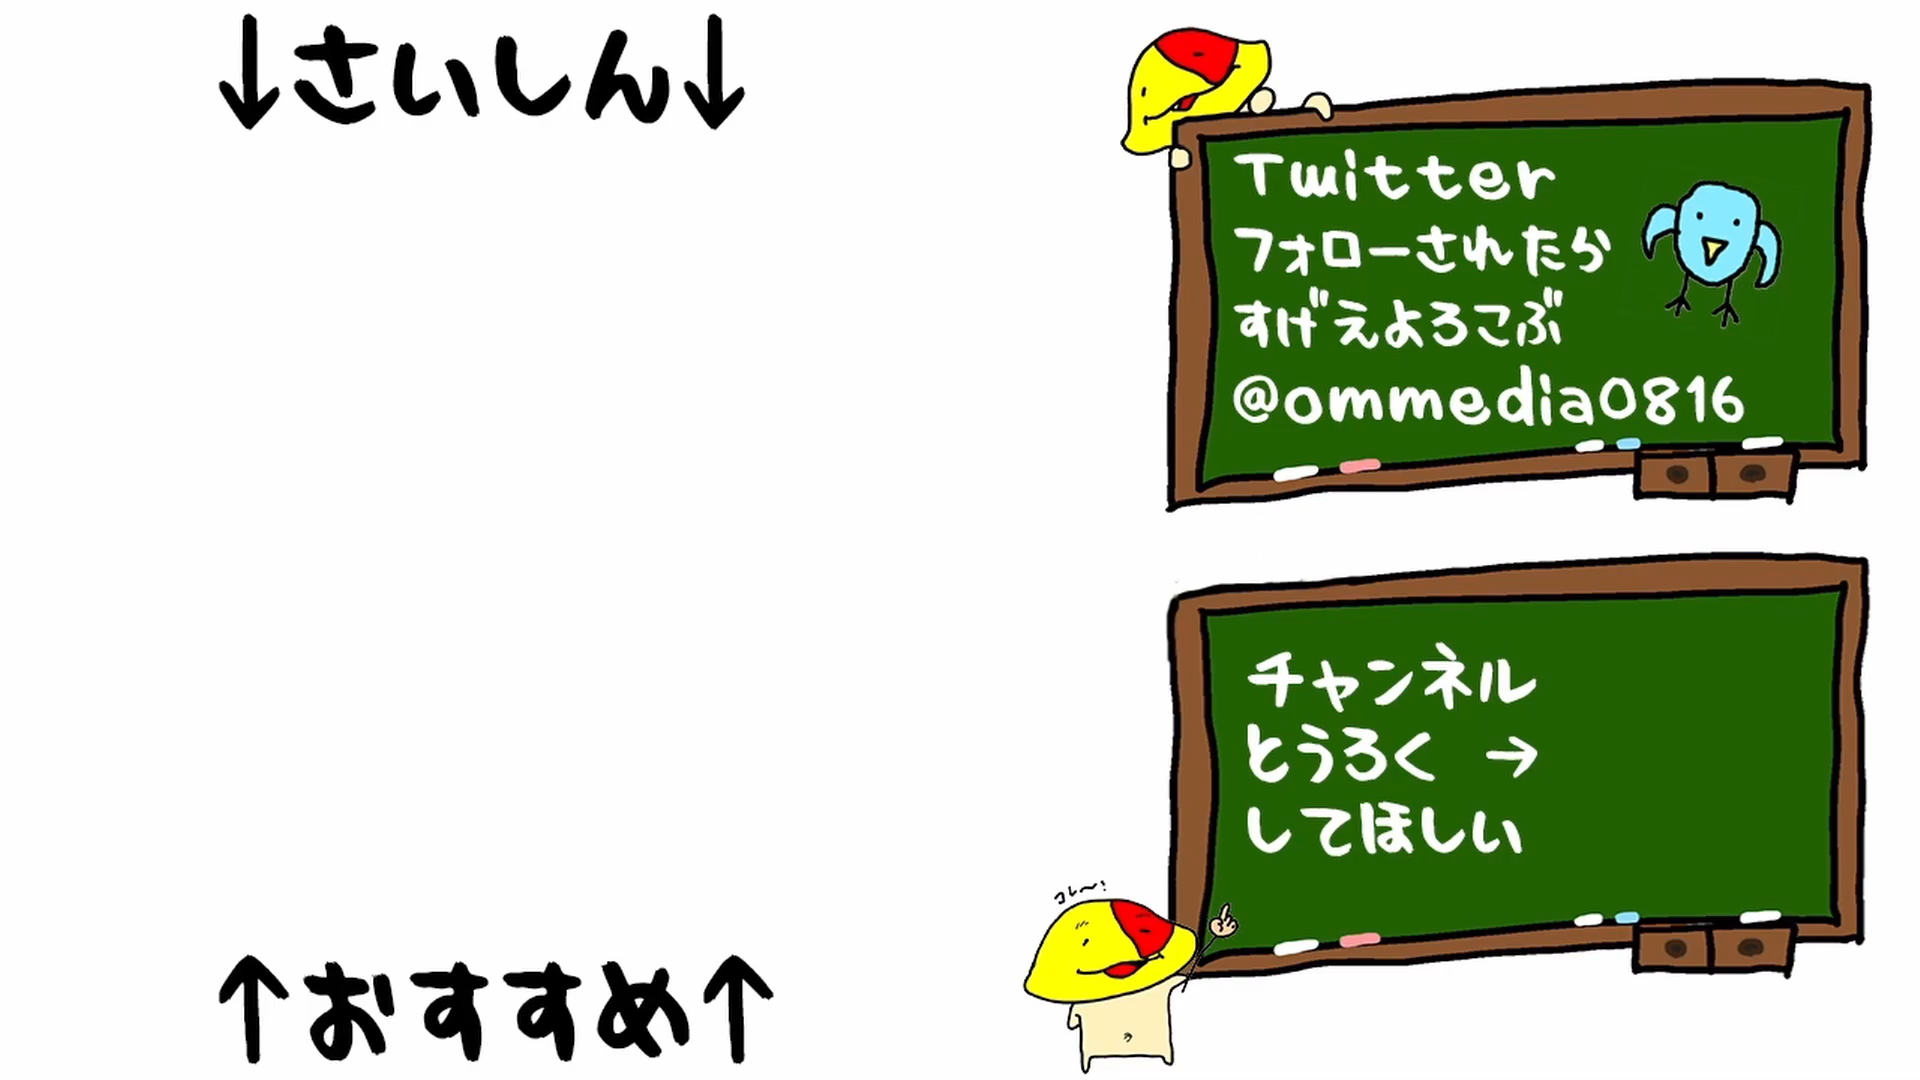 ↓さいしん↓
Twitter
フォローされたら
すげえよろこぶ
@ommedia0816
チャンネル
とうろく →
してほしい
コレ〜!
↑おすすめ↑